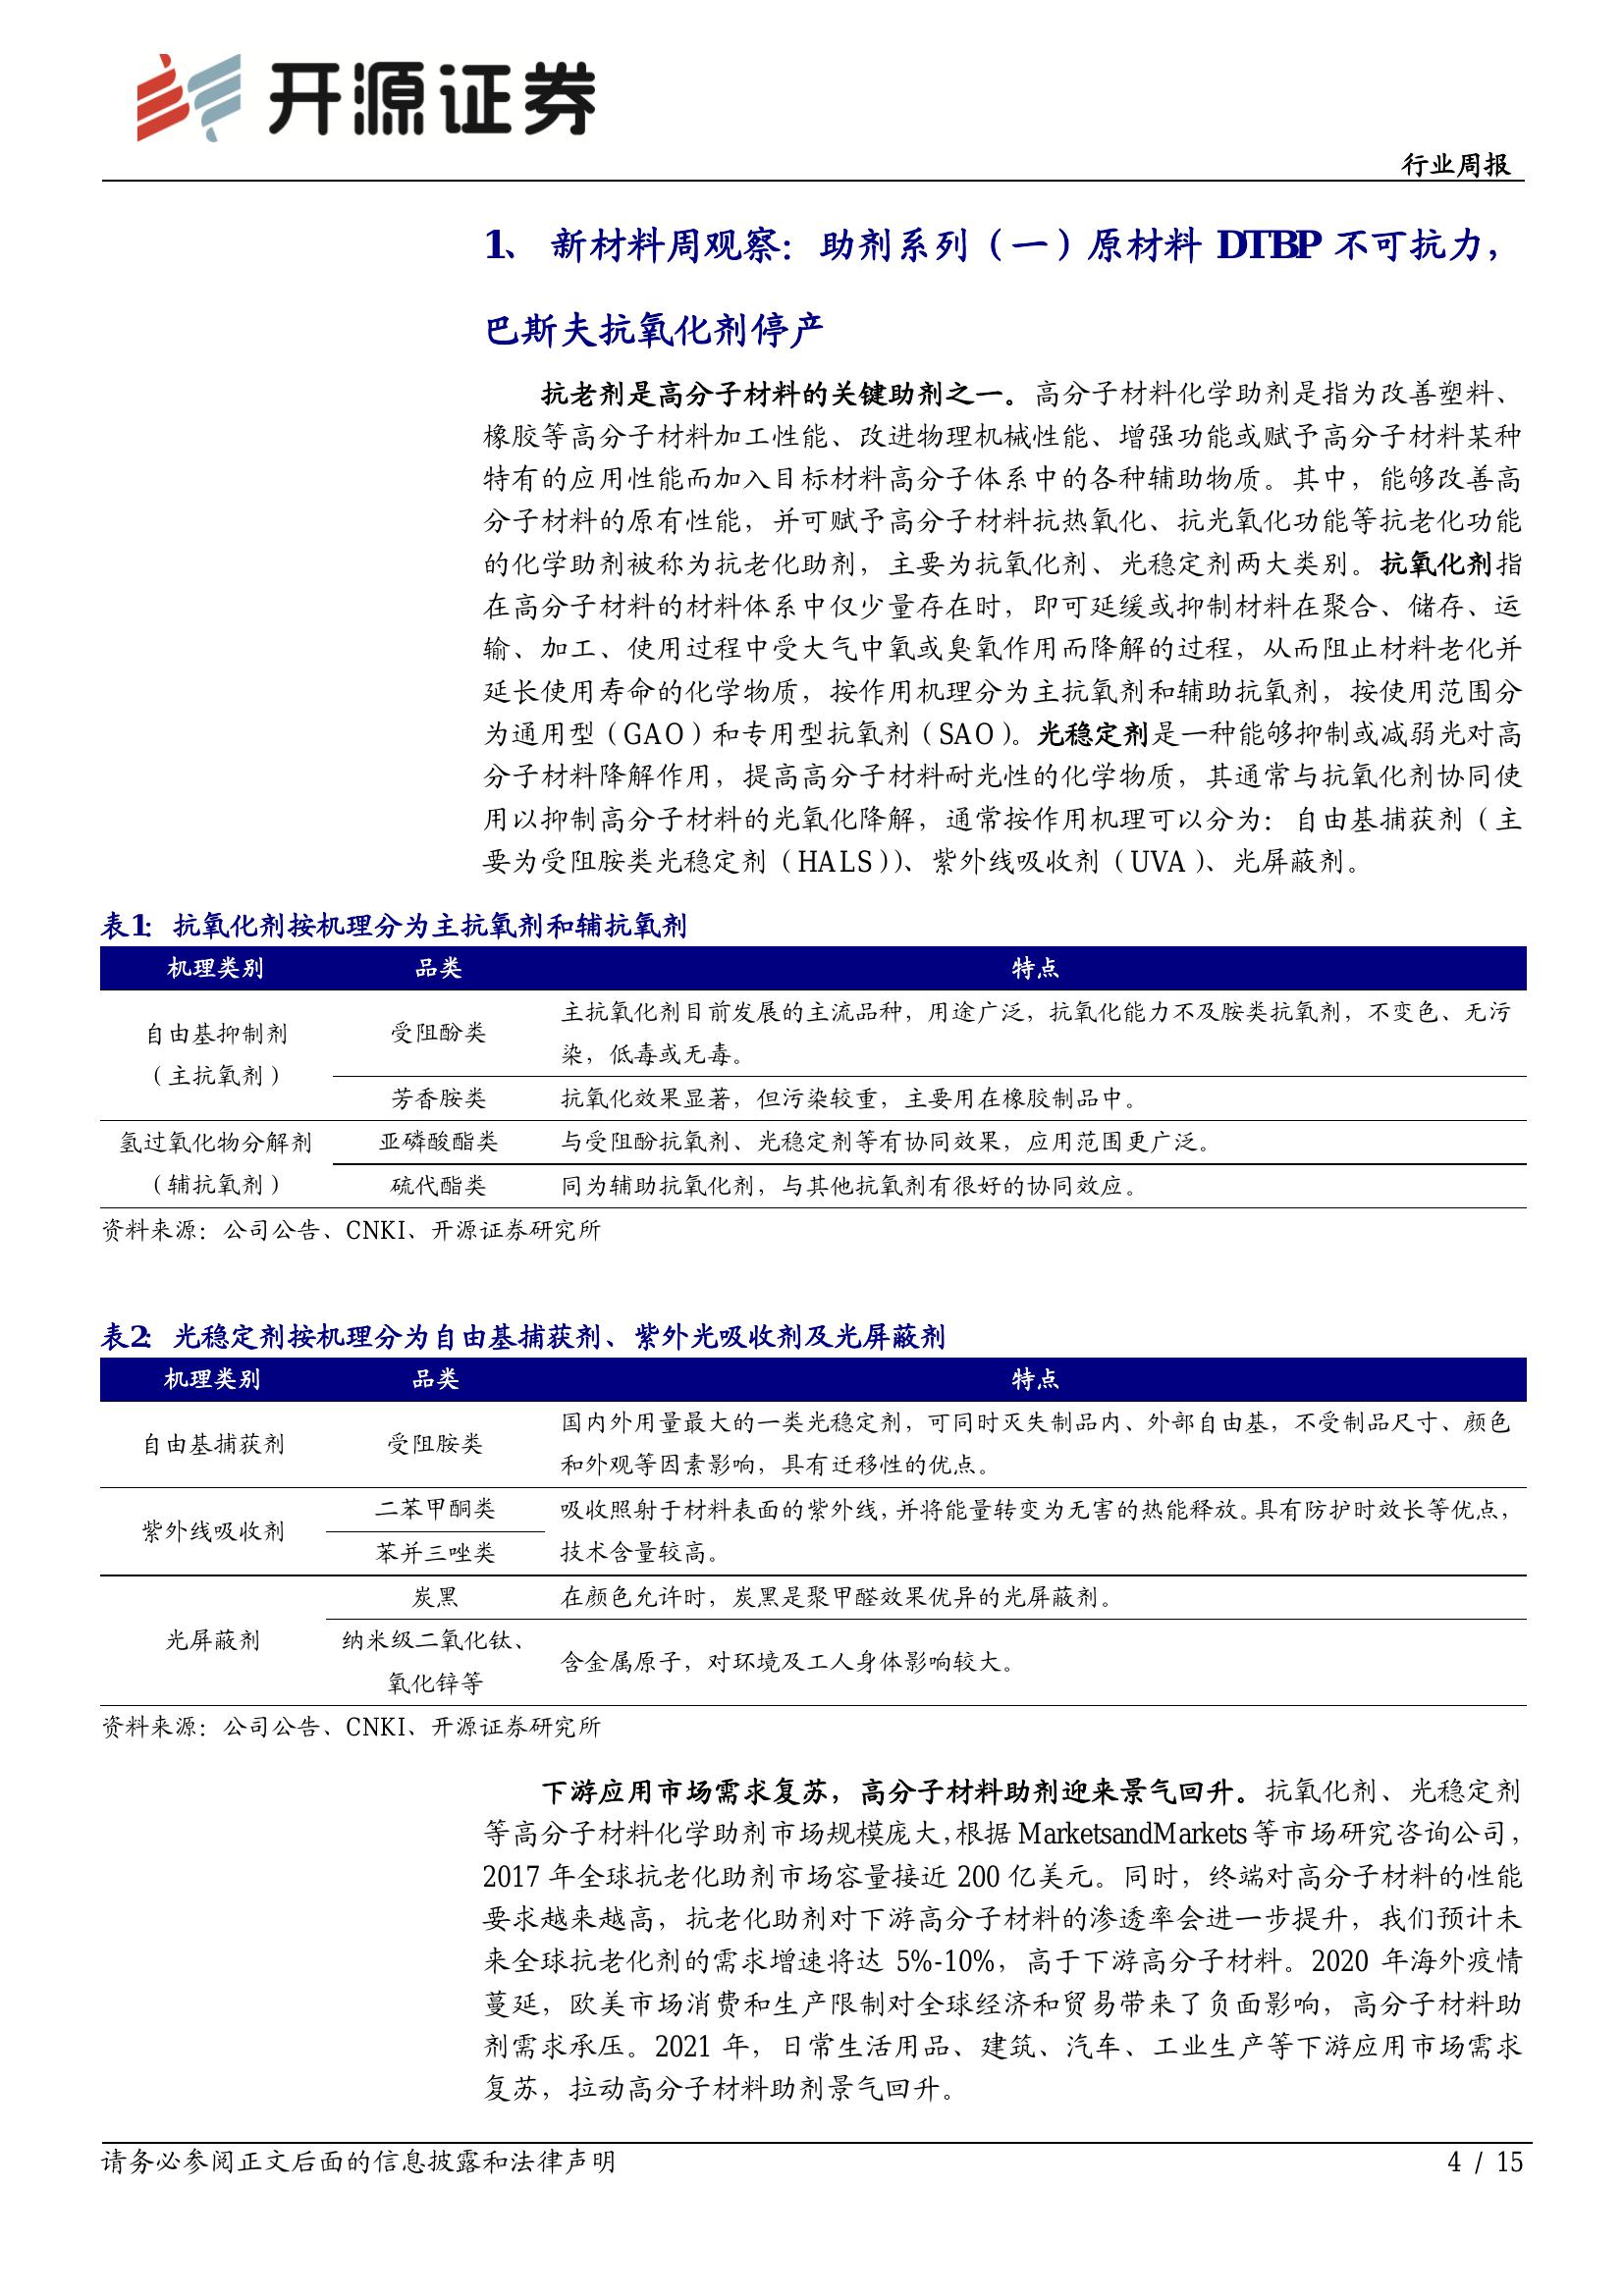 开源证券
行业周报
1、 新材料周观察：助剂系列（一）原材料 DTBP 不可抗力，
巴斯夫抗氧化剂停产
抗老剂是高分子材料的关键助剂之一。高分子材料化学助剂是指为改善塑料、
橡胶等高分子材料加工性能、改进物理机械性能、增强功能或赋予高分子材料某种
特有的应用性能而加入目标材料高分子体系中的各种辅助物质。其中，能够改善高
分子材料的原有性能，并可赋予高分子材料抗热氧化、抗光氧化功能等抗老化功能
的化学助剂被称为抗老化助剂，主要为抗氧化剂、光稳定剂两大类别。抗氧化剂指
在高分子材料的材料体系中仅少量存在时，即可延缓或抑制材料在聚合、储存、运
输、加工、使用过程中受大气中氧或臭氧作用而降解的过程，从而阻止材料老化并
延长使用寿命的化学物质，按作用机理分为主抗氧剂和辅助抗氧剂，按使用范围分
为通用型（GAO）和专用型抗氧剂（SAO）。光稳定剂是一种能够抑制或减弱光对高
分子材料降解作用，提高高分子材料耐光性的化学物质，其通常与抗氧化剂协同使
用以抑制高分子材料的光氧化降解，通常按作用机理可以分为：自由基捕获剂（主
要为受阻胺类光稳定剂（HALS））、紫外线吸收剂（UVA）、光屏蔽剂。
表1：抗氧化剂按机理分为主抗氧剂和辅抗氧剂
机理类别 品类 特点
自由基抑制剂
（主抗氧剂）
受阻酚类
主抗氧化剂目前发展的主流品种，用途广泛，抗氧化能力不及胺类抗氧剂，不变色、无污
染，低毒或无毒。
芳香胺类 抗氧化效果显著，但污染较重，主要用在橡胶制品中。
氢过氧化物分解剂
（辅抗氧剂）
亚磷酸酯类 与受阻酚抗氧剂、光稳定剂等有协同效果，应用范围更广泛。
硫代酯类 同为辅助抗氧化剂，与其他抗氧剂有很好的协同效应。
资料来源：公司公告、CNKI、开源证券研究所
表2：光稳定剂按机理分为自由基捕获剂、紫外光吸收剂及光屏蔽剂
机理类别 品类 特点
自由基捕获剂 受阻胺类
国内外用量最大的一类光稳定剂，可同时灭失制品内、外部自由基，不受制品尺寸、颜色
和外观等因素影响，具有迁移性的优点。
紫外线吸收剂
二苯甲酮类
苯并三唑类
吸收照射于材料表面的紫外线，并将能量转变为无害的热能释放。具有防护时效长等优点，
技术含量较高。
光屏蔽剂
炭黑 在颜色允许时，炭黑是聚甲醛效果优异的光屏蔽剂。
纳米级二氧化钛、
氧化锌等
含金属原子，对环境及工人身体影响较大。
资料来源：公司公告、CNKI、开源证券研究所
下游应用市场需求复苏，高分子材料助剂迎来景气回升。抗氧化剂、光稳定剂
等高分子材料化学助剂市场规模庞大，根据 MarketsandMarkets 等市场研究咨询公司，
2017 年全球抗老化助剂市场容量接近 200 亿美元。同时，终端对高分子材料的性能
要求越来越高，抗老化助剂对下游高分子材料的渗透率会进一步提升，我们预计未
来全球抗老化剂的需求增速将达 5%-10%，高于下游高分子材料。2020 年海外疫情
蔓延，欧美市场消费和生产限制对全球经济和贸易带来了负面影响，高分子材料助
剂需求承压。2021 年，日常生活用品、建筑、汽车、工业生产等下游应用市场需求
复苏，拉动高分子材料助剂景气回升。
请务必参阅正文后面的信息披露和法律声明
4 / 15